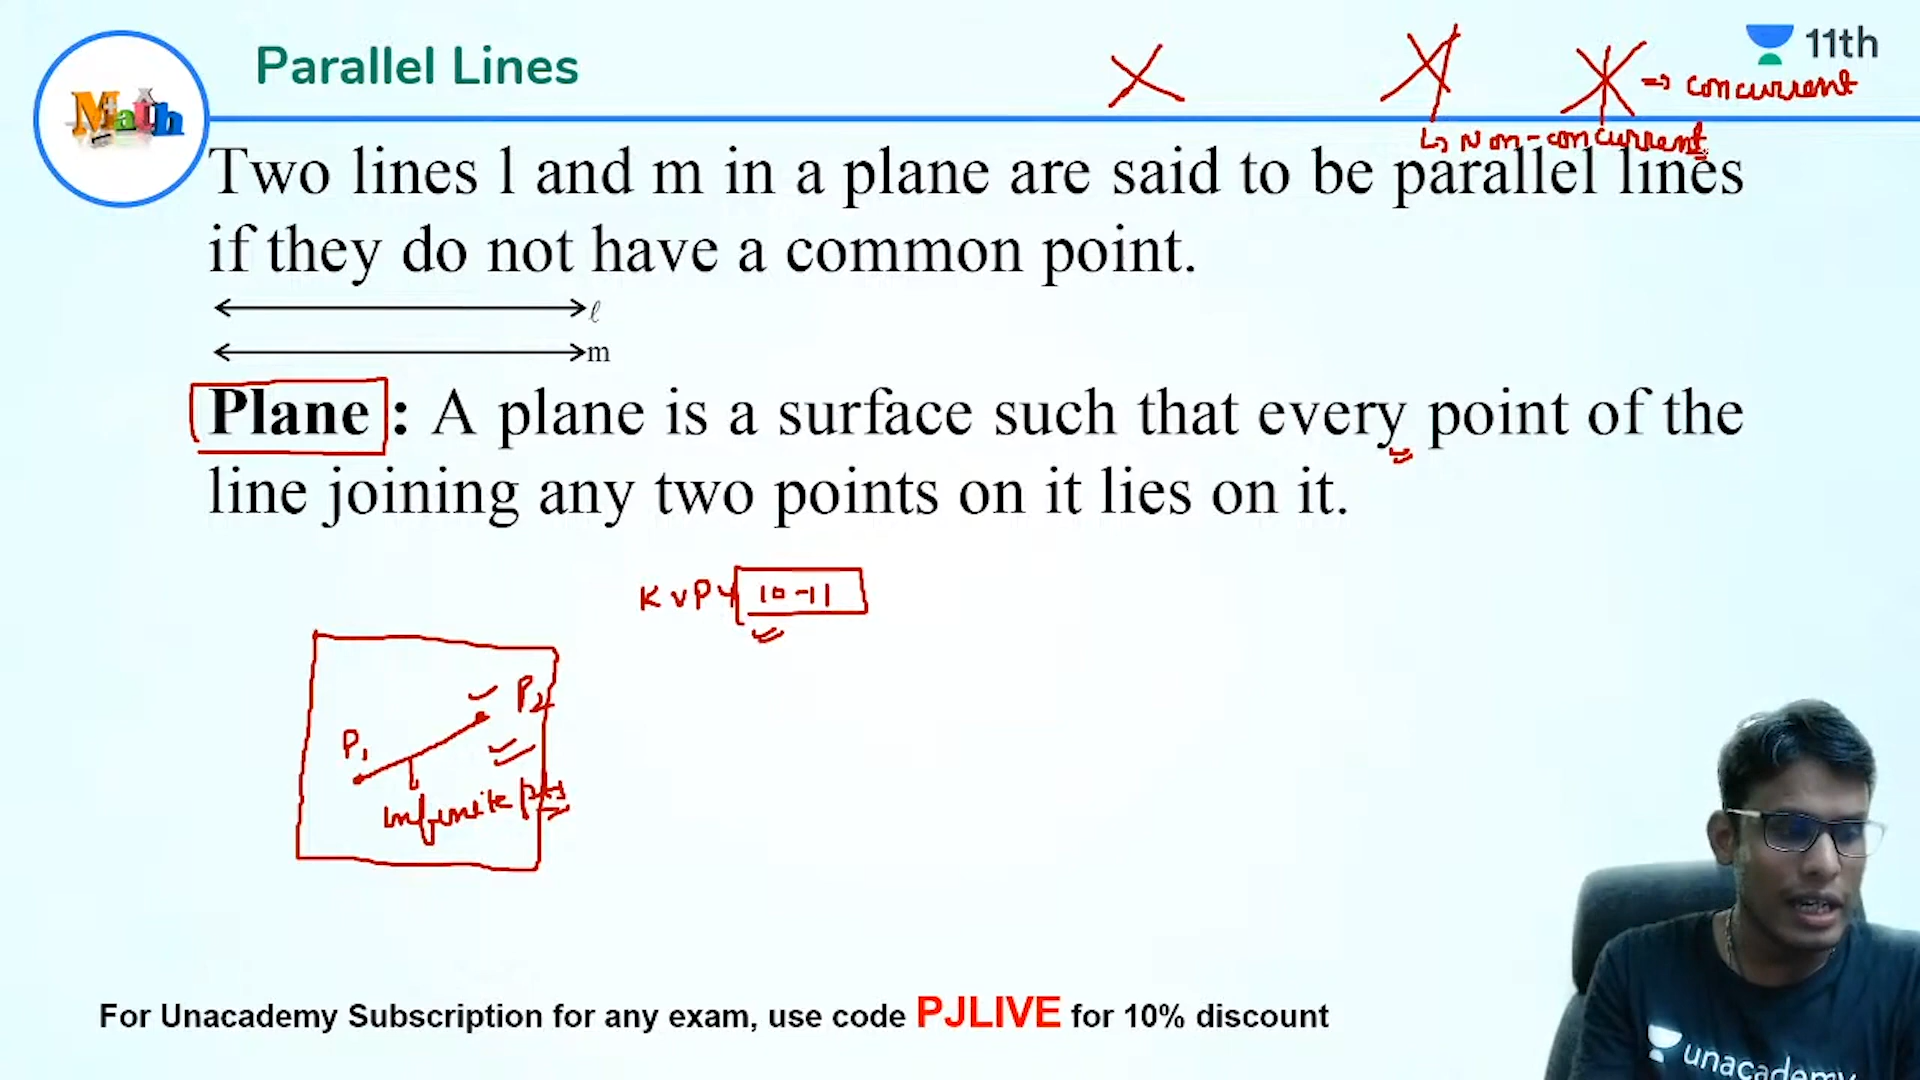 Parallel Lines
11th
Math
=> concurrent
↳ Non-concurrent
Two lines l and m in a plane are said to be parallel lines
if they do not have a common point.
ℓ
m
Plane : A plane is a surface such that every point of the
line joining any two points on it lies on it.
KVPY 10-11
P2
P1
infinite pts
For Unacademy Subscription for any exam, use code PJLIVE for 10% discount
unacademy